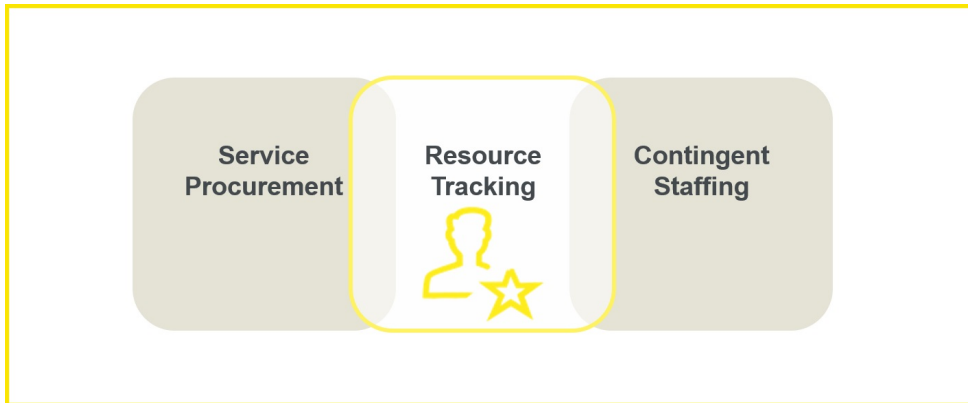 Service
Procurement
Resource
Tracking
Contingent
Staffing